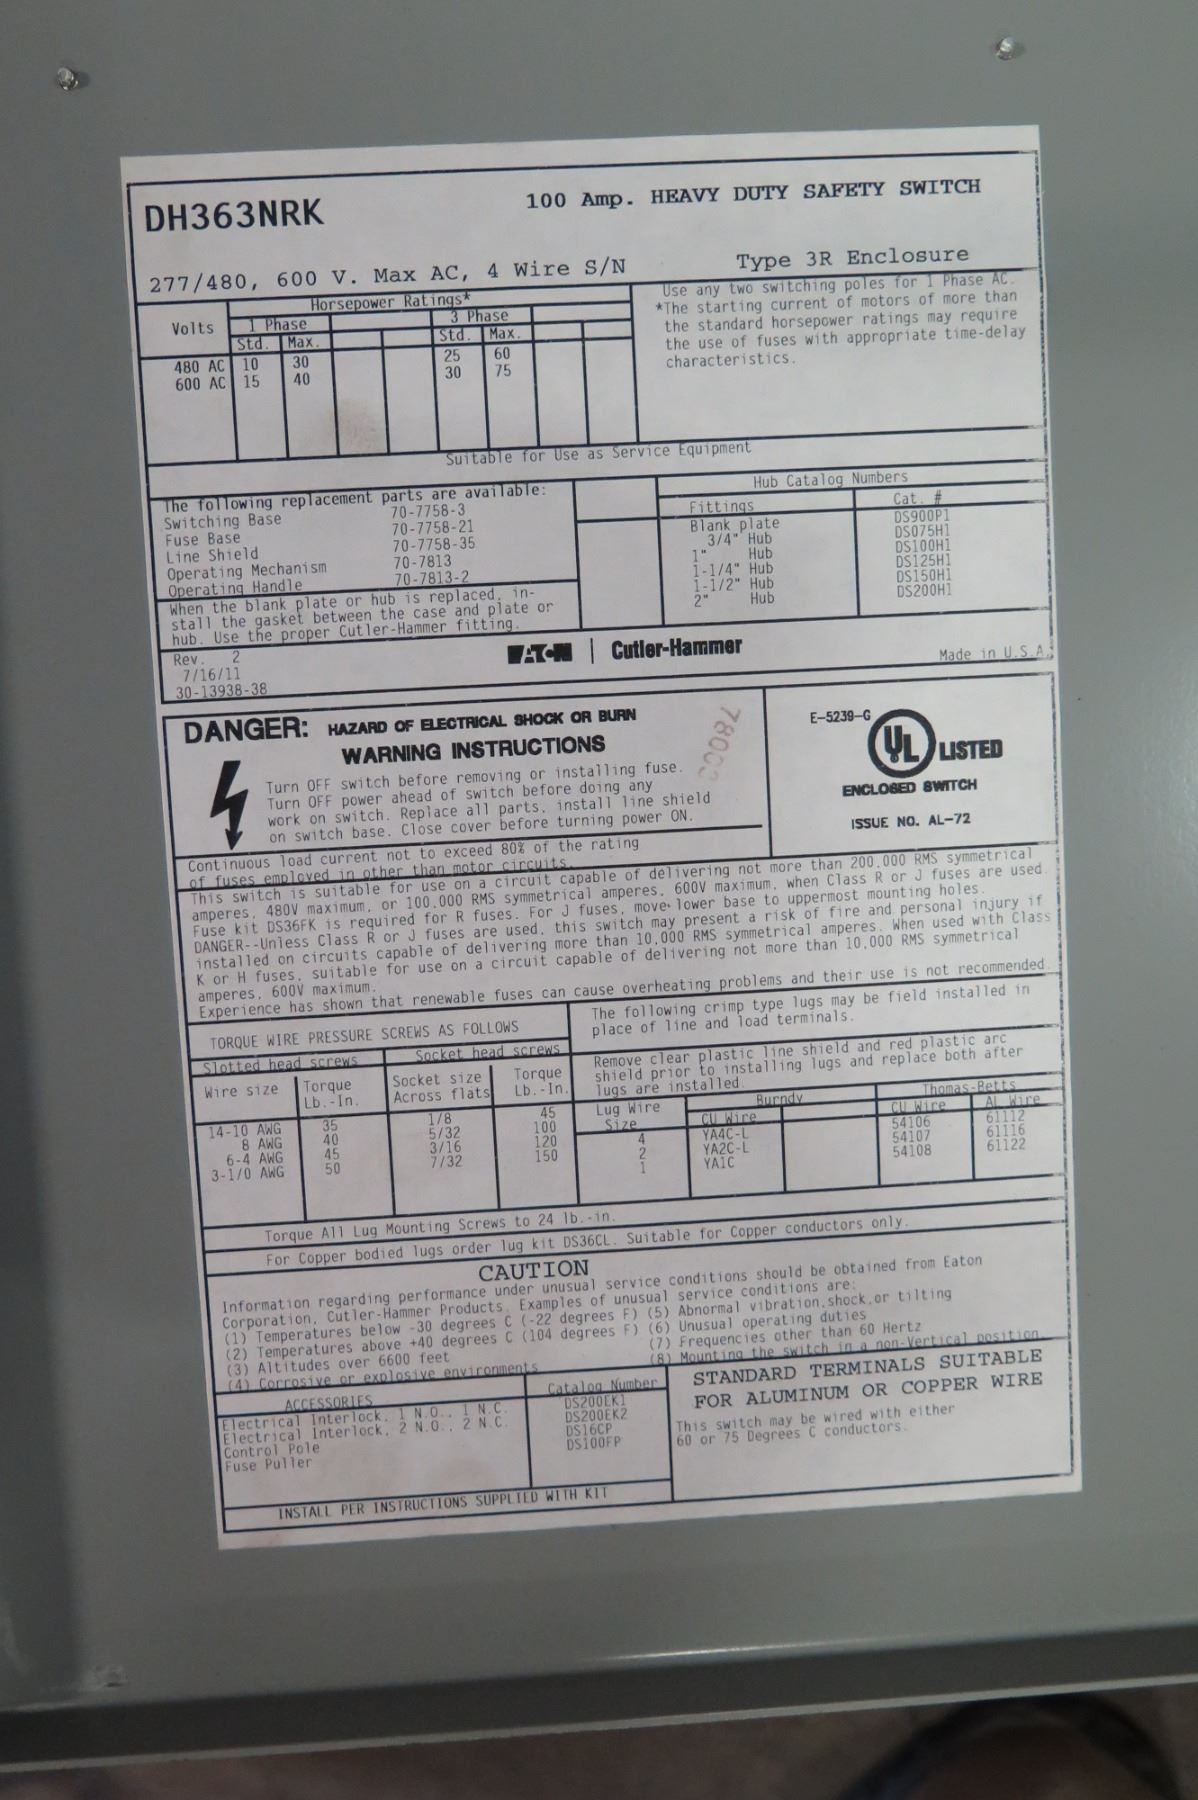 DH363NRK
100 Amp. HEAVY DUTY SAFETY SWITCH
277/480, 600 V. Max AC, 4 Wire S/N
Type 3R Enclosure
Horsepower Ratings*
Volts
1 Phase
3 Phase
Std. Max.
Std. Max.
480 AC 10 30 25 60
600 AC 15 40 30 75
Use any two switching poles for 1 Phase AC.
*The starting current of motors of more than
the standard horsepower ratings may require
the use of fuses with appropriate time-delay
characteristics.
Suitable for Use as Service Equipment
The following replacement parts are available:
Switching Base 70-7758-3
Fuse Base 70-7758-21
Line Shield 70-7758-35
Operating Mechanism 70-7813
Operating Handle 70-7813-2
When the blank plate or hub is replaced, in-
stall the gasket between the case and plate or
hub. Use the proper Cutler-Hammer fitting.
Hub Catalog Numbers
Fittings Cat. #
Blank plate DS900P1
3/4" Hub DS075H1
1" Hub DS100H1
1-1/4" Hub DS125H1
1-1/2" Hub DS150H1
2" Hub DS200H1
Rev. 2
7/16/11
30-13938-38
EATON | Cutler-Hammer
Made in U.S.A.
DANGER: HAZARD OF ELECTRICAL SHOCK OR BURN
WARNING INSTRUCTIONS
Turn OFF switch before removing or installing fuse.
Turn OFF power ahead of switch before doing any
work on switch. Replace all parts, install line shield
on switch base. Close cover before turning power ON.
E-5239-G
UL LISTED
ENCLOSED SWITCH
ISSUE NO. AL-72
Continuous load current not to exceed 80% of the rating
of fuses employed in other than motor circuits.
This switch is suitable for use on a circuit capable of delivering not more than 200,000 RMS symmetrical
amperes, 480V maximum, or 100,000 RMS symmetrical amperes, 600V maximum, when Class R or J fuses are used.
Fuse kit DS36FK is required for R fuses. For J fuses, move lower base to uppermost mounting holes.
DANGER--Unless Class R or J fuses are used, this switch may present a risk of fire and personal injury if
installed on circuits capable of delivering more than 10,000 RMS symmetrical amperes. When used with Class
K or H fuses, suitable for use on a circuit capable of delivering not more than 10,000 RMS symmetrical
amperes, 600V maximum.
Experience has shown that renewable fuses can cause overheating problems and their use is not recommended.
TORQUE WIRE PRESSURE SCREWS AS FOLLOWS
Slotted head screws
Socket head screws
Wire size Torque Lb.-In.
Socket size Across flats Torque Lb.-In.
14-10 AWG 35 1/8 45
8 AWG 40 5/32 100
6-4 AWG 45 3/16 120
3-1/0 AWG 50 7/32 150
The following crimp type lugs may be field installed in
place of line and load terminals.
Remove clear plastic line shield and red plastic arc
shield prior to installing lugs and replace both after
lugs are installed.
Lug Wire Size
Burndy
Thomas-Betts
CU Wire CU Wire AL Wire
4 YA4C-L 54106 61112
2 YA2C-L 54107 61116
1 YA1C 54108 61122
Torque All Lug Mounting Screws to 24 lb.-in.
For Copper bodied lugs order lug kit DS36CL. Suitable for Copper conductors only.
CAUTION
Information regarding performance under unusual service conditions should be obtained from Eaton
Corporation, Cutler-Hammer Products. Examples of unusual service conditions are:
(1) Temperatures below -30 degrees C (-22 degrees F) (5) Abnormal vibration,shock,or tilting
(2) Temperatures above +40 degrees C (104 degrees F) (6) Unusual operating duties
(3) Altitudes over 6600 feet (7) Frequencies other than 60 Hertz
(4) Corrosive or explosive environments (8) Mounting the switch in a non-Vertical position
ACCESSORIES Catalog Number
Electrical Interlock, 1 N.O., 1 N.C. DS200EK1
Electrical Interlock, 2 N.O., 2 N.C. DS200EK2
Control Pole DS16CP
Fuse Puller DS100FP
INSTALL PER INSTRUCTIONS SUPPLIED WITH KIT
STANDARD TERMINALS SUITABLE
FOR ALUMINUM OR COPPER WIRE
This switch may be wired with either
60 or 75 Degrees C conductors.